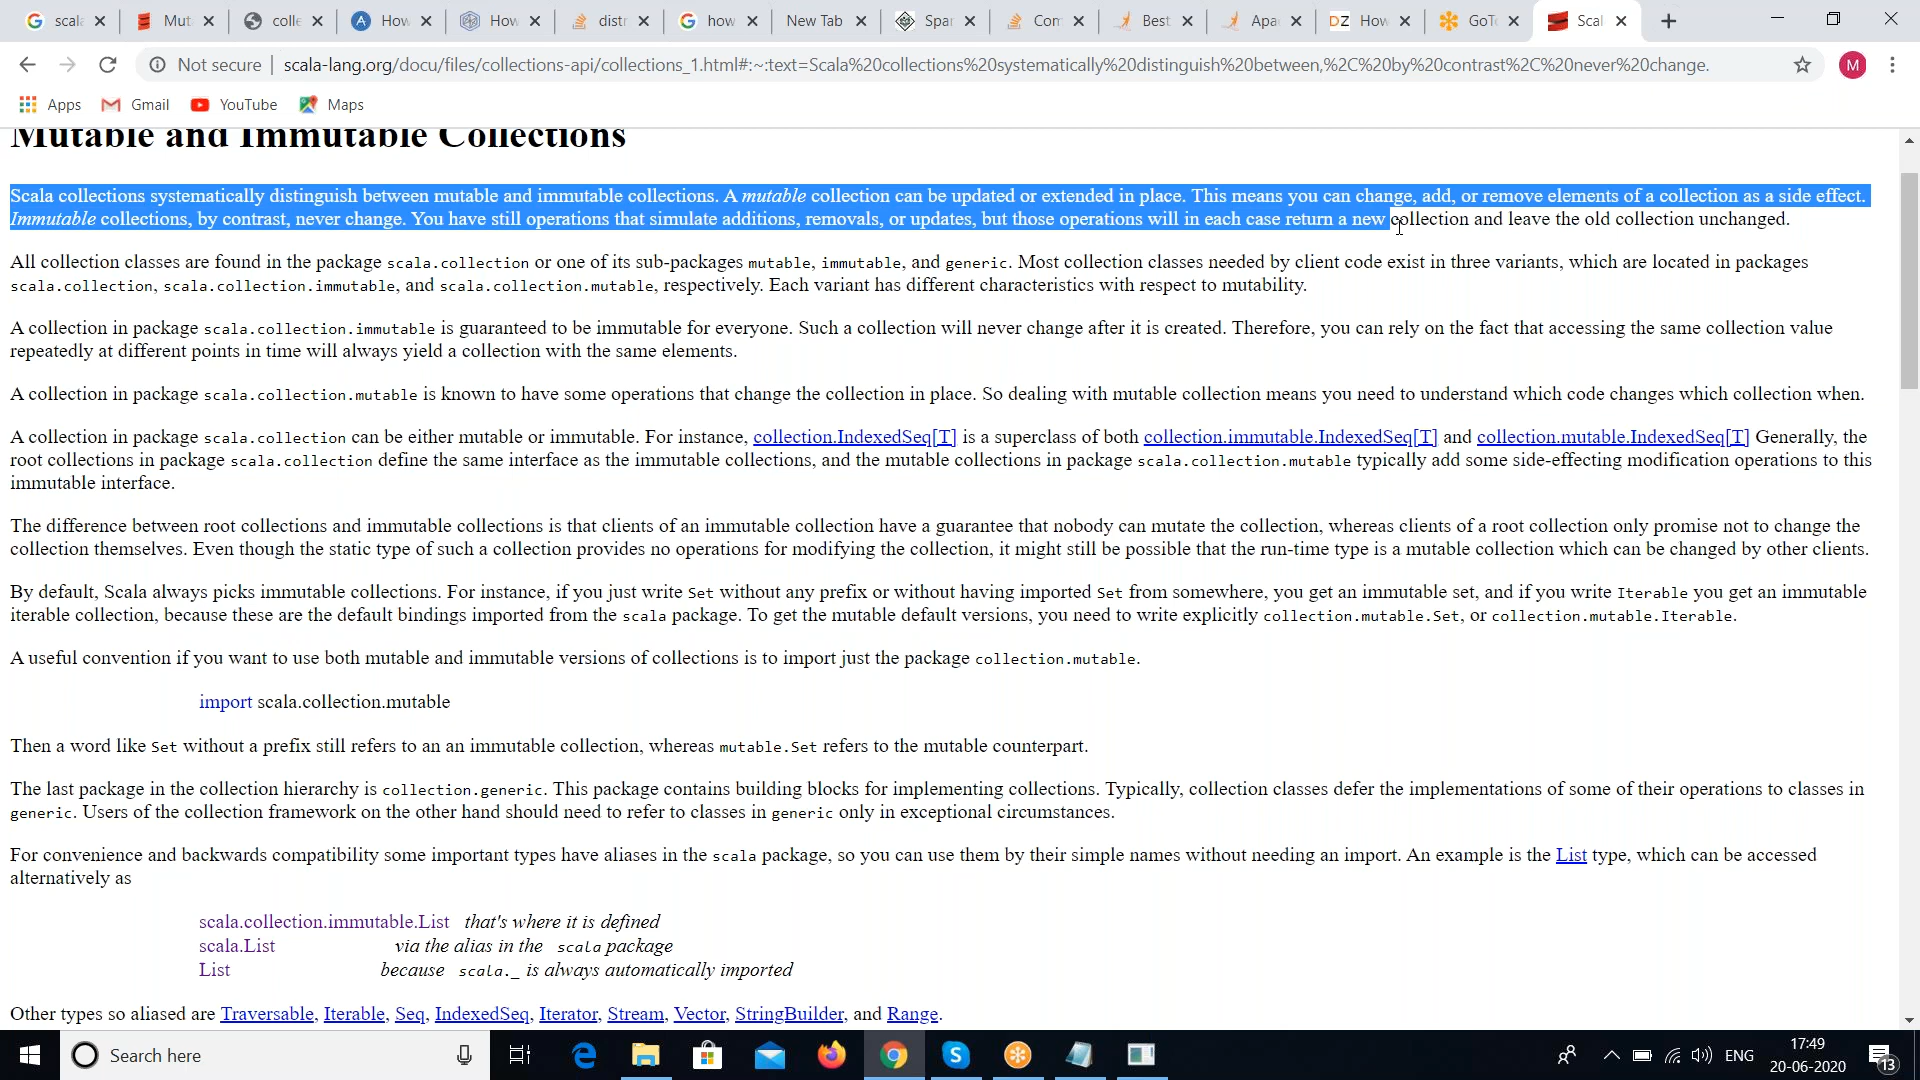 scala
Mut
colle
How
How
distr
how
New Tab
Spar
Com
Best
Apa
DZ How
GoTo
Scal
Not secure | scala-lang.org/docu/files/collections-api/collections_1.html#:~:text=Scala%20collections%20systematically%20distinguish%20between,%2C%20by%20contrast%2C%20never%20change.
M
Apps Gmail YouTube Maps
Mutable and Immutable Collections
Scala collections systematically distinguish between mutable and immutable collections. A mutable collection can be updated or extended in place. This means you can change, add, or remove elements of a collection as a side effect.
Immutable collections, by contrast, never change. You have still operations that simulate additions, removals, or updates, but those operations will in each case return a new collection and leave the old collection unchanged.
All collection classes are found in the package scala.collection or one of its sub-packages mutable, immutable, and generic. Most collection classes needed by client code exist in three variants, which are located in packages
scala.collection, scala.collection.immutable, and scala.collection.mutable, respectively. Each variant has different characteristics with respect to mutability.
A collection in package scala.collection.immutable is guaranteed to be immutable for everyone. Such a collection will never change after it is created. Therefore, you can rely on the fact that accessing the same collection value
repeatedly at different points in time will always yield a collection with the same elements.
A collection in package scala.collection.mutable is known to have some operations that change the collection in place. So dealing with mutable collection means you need to understand which code changes which collection when.
A collection in package scala.collection can be either mutable or immutable. For instance, collection.IndexedSeq[T] is a superclass of both collection.immutable.IndexedSeq[T] and collection.mutable.IndexedSeq[T] Generally, the
root collections in package scala.collection define the same interface as the immutable collections, and the mutable collections in package scala.collection.mutable typically add some side-effecting modification operations to this
immutable interface.
The difference between root collections and immutable collections is that clients of an immutable collection have a guarantee that nobody can mutate the collection, whereas clients of a root collection only promise not to change the
collection themselves. Even though the static type of such a collection provides no operations for modifying the collection, it might still be possible that the run-time type is a mutable collection which can be changed by other clients.
By default, Scala always picks immutable collections. For instance, if you just write Set without any prefix or without having imported Set from somewhere, you get an immutable set, and if you write Iterable you get an immutable
iterable collection, because these are the default bindings imported from the scala package. To get the mutable default versions, you need to write explicitly collection.mutable.Set, or collection.mutable.Iterable.
A useful convention if you want to use both mutable and immutable versions of collections is to import just the package collection.mutable.
import scala.collection.mutable
Then a word like Set without a prefix still refers to an an immutable collection, whereas mutable.Set refers to the mutable counterpart.
The last package in the collection hierarchy is collection.generic. This package contains building blocks for implementing collections. Typically, collection classes defer the implementations of some of their operations to classes in
generic. Users of the collection framework on the other hand should need to refer to classes in generic only in exceptional circumstances.
For convenience and backwards compatibility some important types have aliases in the scala package, so you can use them by their simple names without needing an import. An example is the List type, which can be accessed
alternatively as
scala.collection.immutable.List that's where it is defined
scala.List via the alias in the scala package
List because scala._ is always automatically imported
Other types so aliased are Traversable, Iterable, Seq, IndexedSeq, Iterator, Stream, Vector, StringBuilder, and Range.
Search here
ENG
17:49
20-06-2020
13